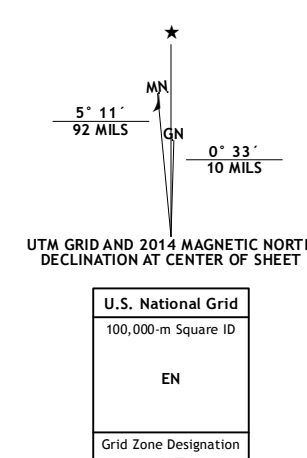 ★
MN
5° 11´
92 MILS
GN
0° 33´
10 MILS
UTM GRID AND 2014 MAGNETIC NORTH
DECLINATION AT CENTER OF SHEET
U.S. National Grid
100,000-m Square ID
EN
Grid Zone Designation